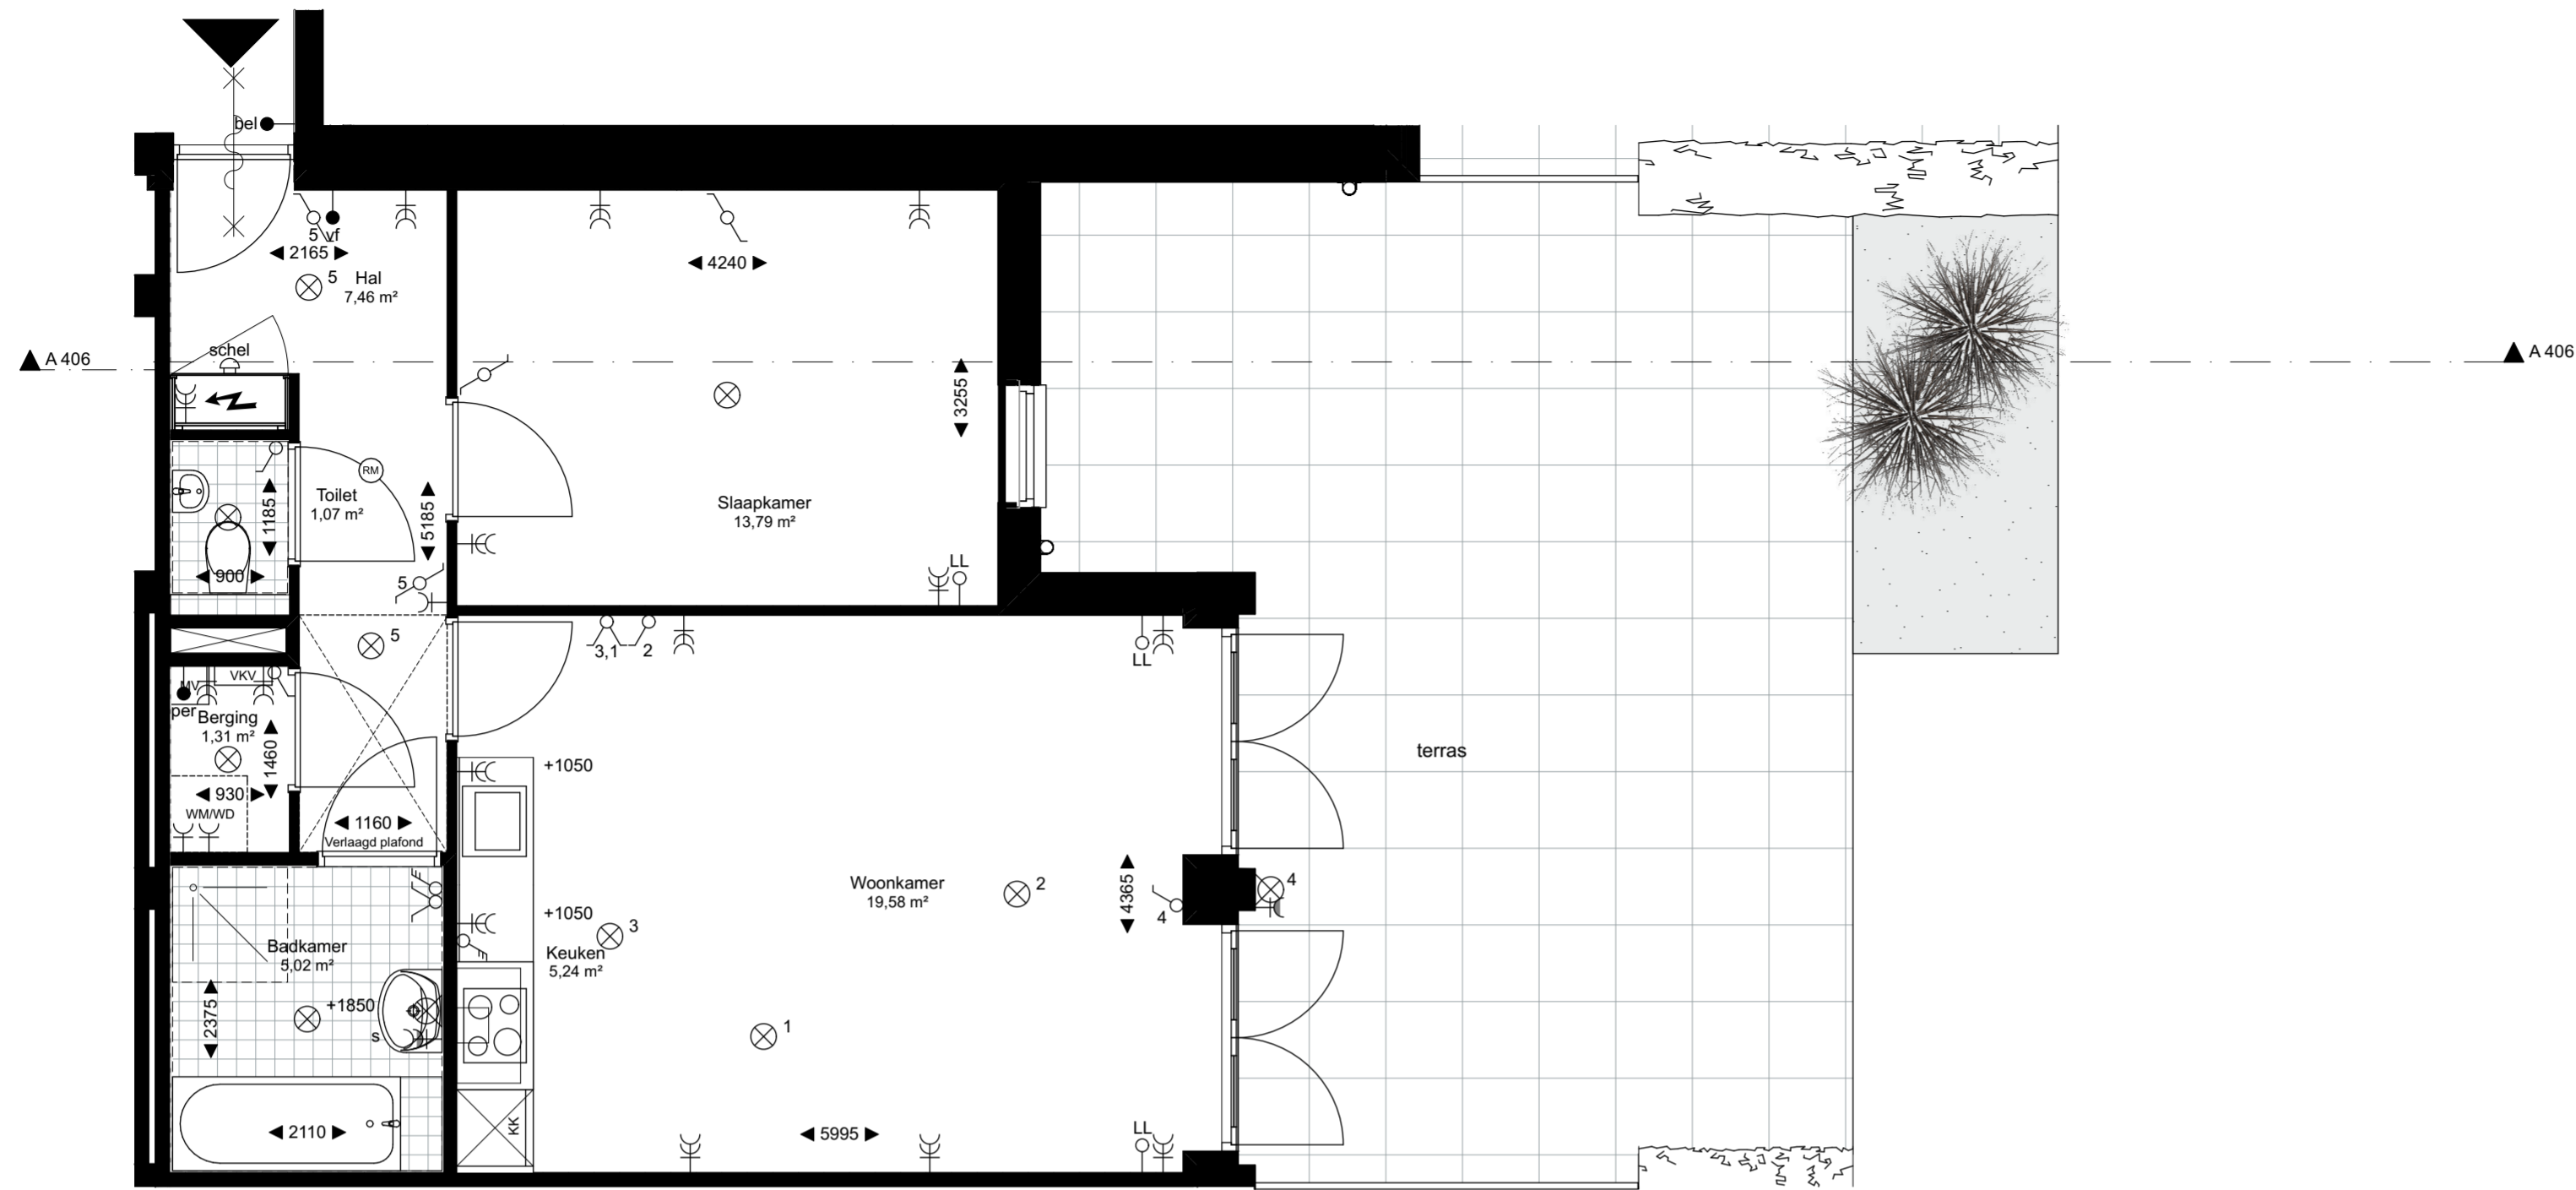 bel
5 vf
2165
5
Hal
7,46 m²
4240
schel
A 406
A 406
3255
RM
Toilet
1,07 m²
1185
5185
Slaapkamer
13,79 m²
900
5
LL
5
3,1
2
LL
MV
VKV
per
Berging
1,31 m²
1460
+1050
terras
930
WM/WD
1160
Verlaagd plafond
Woonkamer
19,58 m²
2
4365
4
4
+1050
3
Badkamer
5,02 m²
Keuken
5,24 m²
+1850
2375
s
1
KK
2110
5995
LL